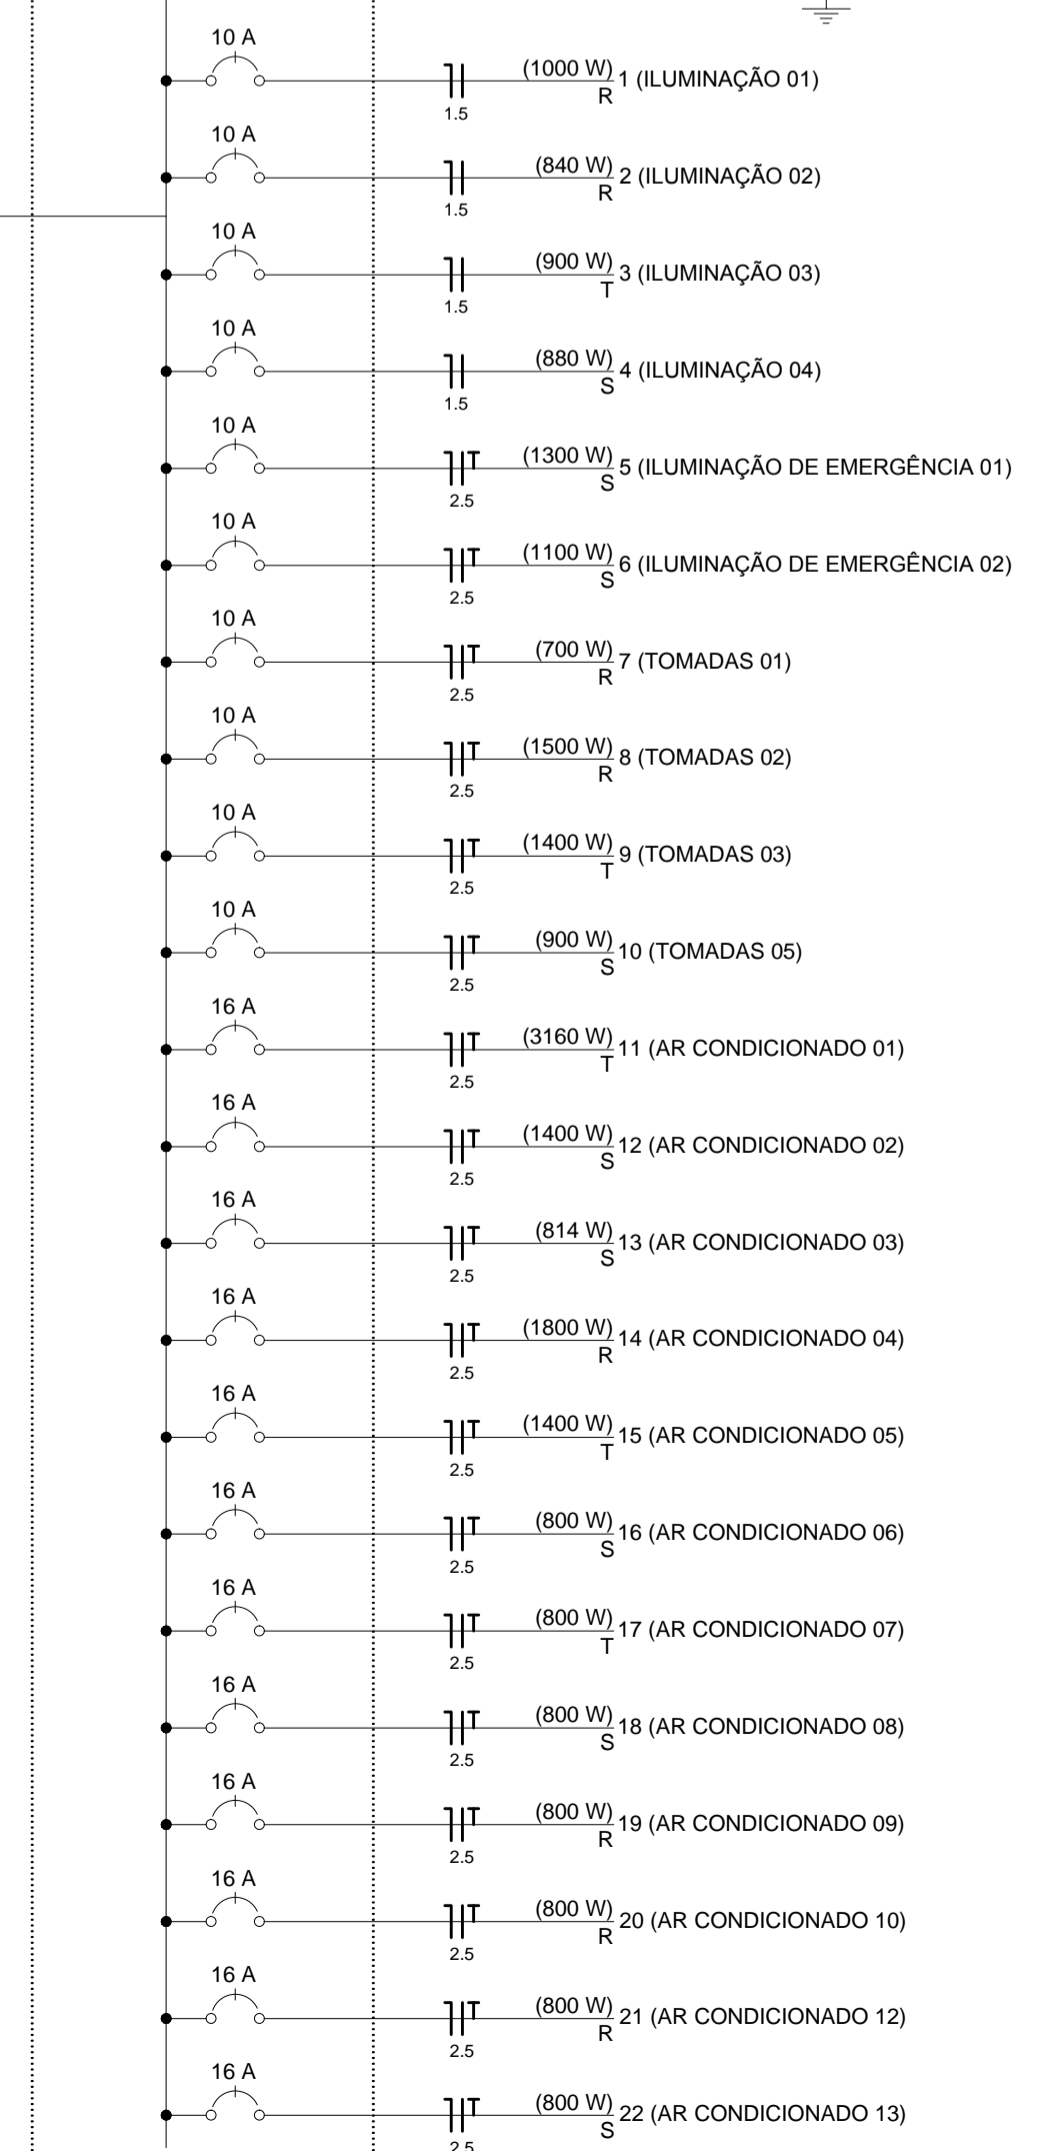 10 A
(1000 W) 1 (ILUMINAÇÃO 01)
R
1.5
10 A
(840 W) 2 (ILUMINAÇÃO 02)
R
1.5
10 A
(900 W) 3 (ILUMINAÇÃO 03)
T
1.5
10 A
(880 W) 4 (ILUMINAÇÃO 04)
S
1.5
10 A
T (1300 W) 5 (ILUMINAÇÃO DE EMERGÊNCIA 01)
S
2.5
10 A
T (1100 W) 6 (ILUMINAÇÃO DE EMERGÊNCIA 02)
S
2.5
10 A
T (700 W) 7 (TOMADAS 01)
R
2.5
10 A
T (1500 W) 8 (TOMADAS 02)
R
2.5
10 A
T (1400 W) 9 (TOMADAS 03)
T
2.5
10 A
T (900 W) 10 (TOMADAS 05)
S
2.5
16 A
T (3160 W) 11 (AR CONDICIONADO 01)
T
2.5
16 A
T (1400 W) 12 (AR CONDICIONADO 02)
S
2.5
16 A
T (814 W) 13 (AR CONDICIONADO 03)
S
2.5
16 A
T (1800 W) 14 (AR CONDICIONADO 04)
R
2.5
16 A
T (1400 W) 15 (AR CONDICIONADO 05)
T
2.5
16 A
T (800 W) 16 (AR CONDICIONADO 06)
S
2.5
16 A
T (800 W) 17 (AR CONDICIONADO 07)
T
2.5
16 A
T (800 W) 18 (AR CONDICIONADO 08)
S
2.5
16 A
T (800 W) 19 (AR CONDICIONADO 09)
R
2.5
16 A
T (800 W) 20 (AR CONDICIONADO 10)
R
2.5
16 A
T (800 W) 21 (AR CONDICIONADO 12)
R
2.5
16 A
T (800 W) 22 (AR CONDICIONADO 13)
S
2.5